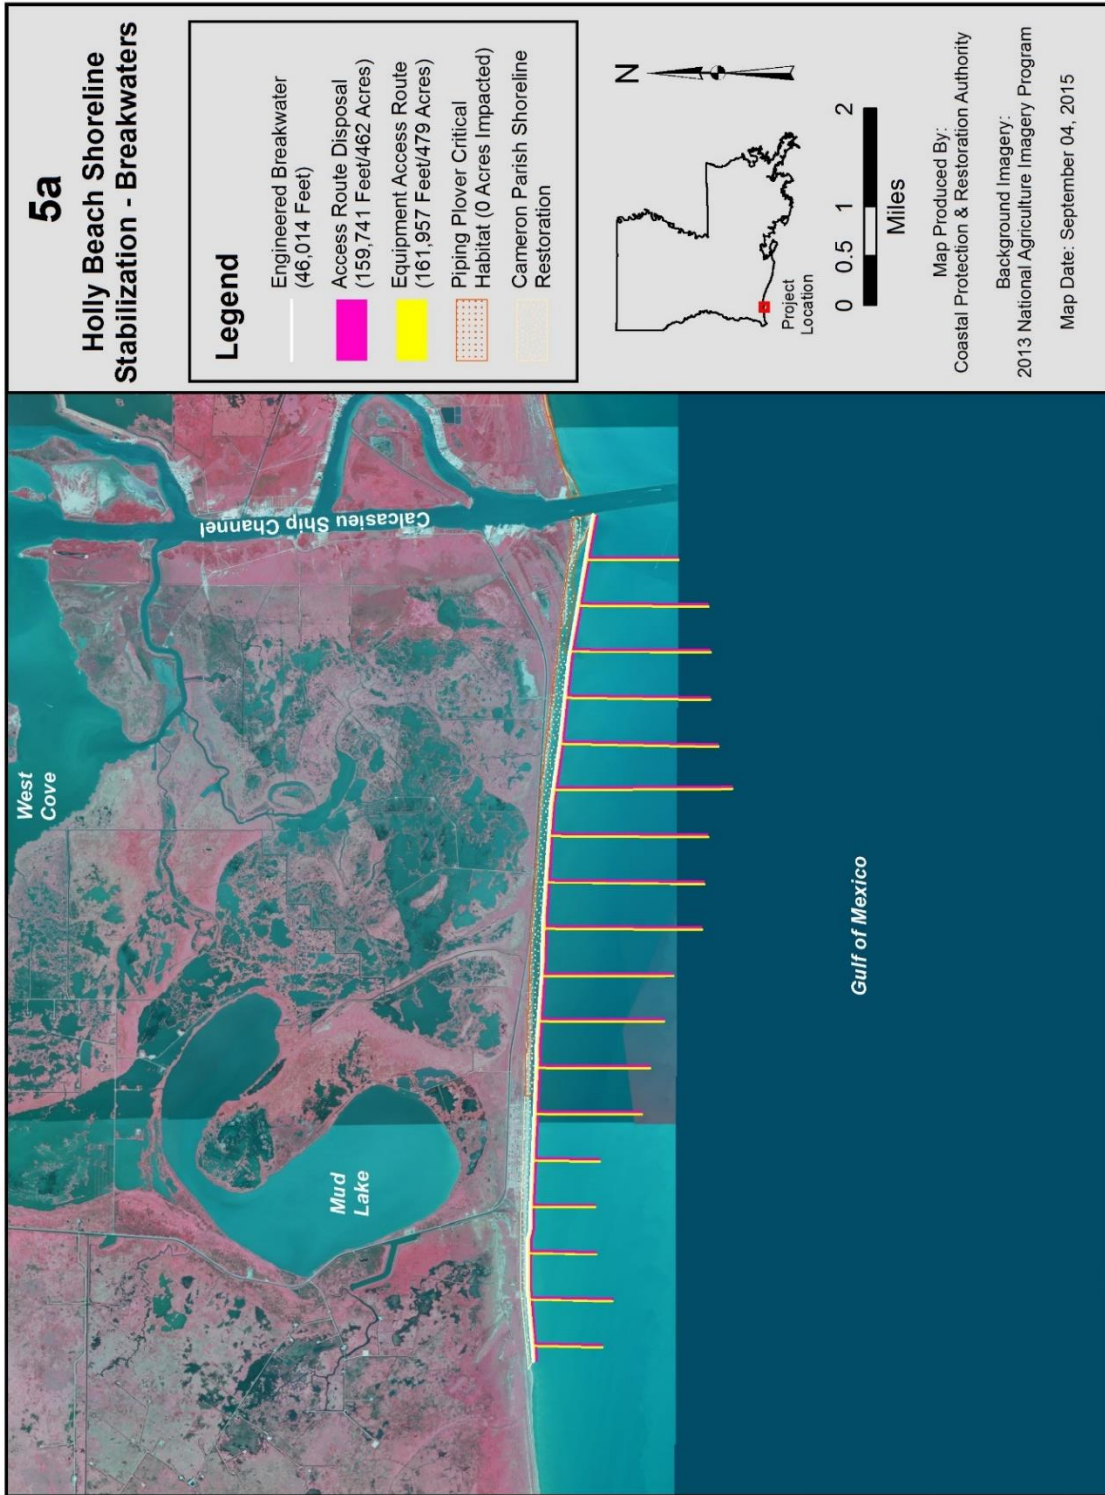 5a
Holly Beach Shoreline
Stabilization - Breakwaters
Legend
Engineered Breakwater
(46,014 Feet)
Access Route Disposal
(159,741 Feet/462 Acres)
Equipment Access Route
(161,957 Feet/479 Acres)
Piping Plover Critical
Habitat (0 Acres Impacted)
Cameron Parish Shoreline
Restoration
Project
Location
N
0 0.5 1 2
Miles
Map Produced By:
Coastal Protection & Restoration Authority
Background Imagery:
2013 National Agriculture Imagery Program
Map Date: September 04, 2015
West
Cove
Calcasieu Ship Channel
Mud
Lake
Gulf of Mexico